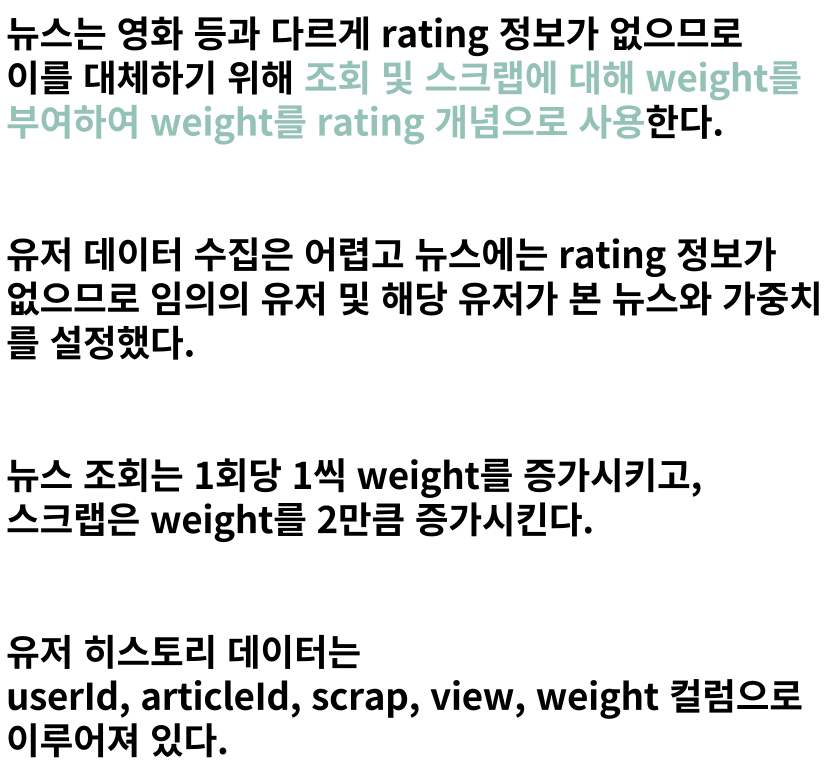 뉴스는 영화 등과 다르게 rating 정보가 없으므로
이를 대체하기 위해 조회 및 스크랩에 대해 weight를
부여하여 weight를 rating 개념으로 사용한다.
유저 데이터 수집은 어렵고 뉴스에는 rating 정보가
없으므로 임의의 유저 및 해당 유저가 본 뉴스와 가중치
를 설정했다.
뉴스 조회는 1회당 1씩 weight를 증가시키고,
스크랩은 weight를 2만큼 증가시킨다.
유저 히스토리 데이터는
userId, articleId, scrap, view, weight 컬럼으로
이루어져 있다.